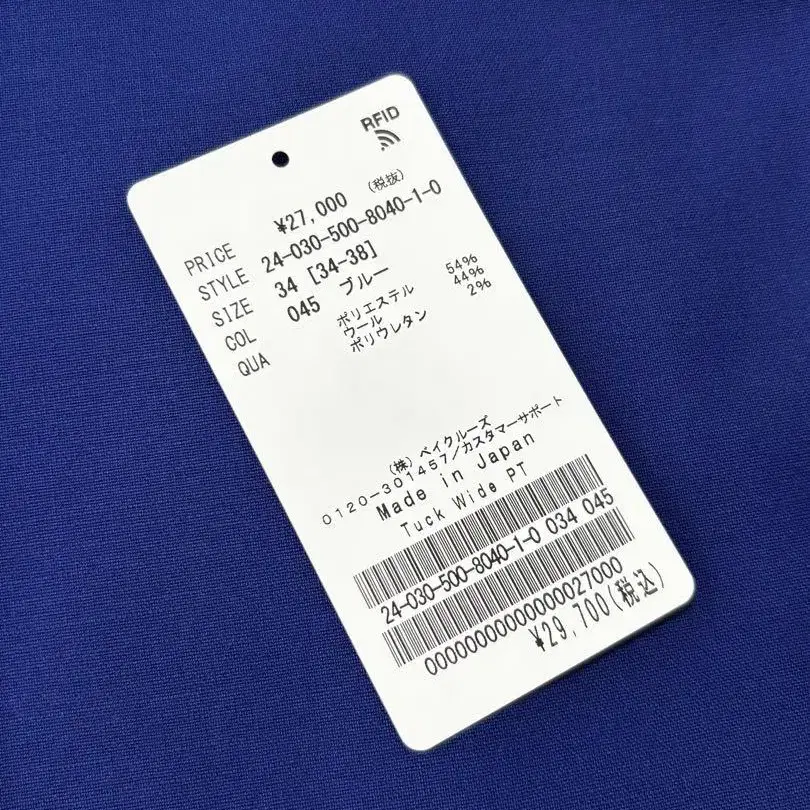 RFID
PRICE ¥27,000 (税抜)
STYLE 24-030-500-8040-1-0
SIZE 34 [34-38]
COL 045 ブルー
QUA ポリエステル 54%
ウール 44%
ポリウレタン 2%
(株) ベイクルーズ
0120-301457/カスタマーサポート
Made in Japan
Tuck Wide PT
24-030-500-8040-1-0 034 045
00000000000000027000
¥29,700(税込)